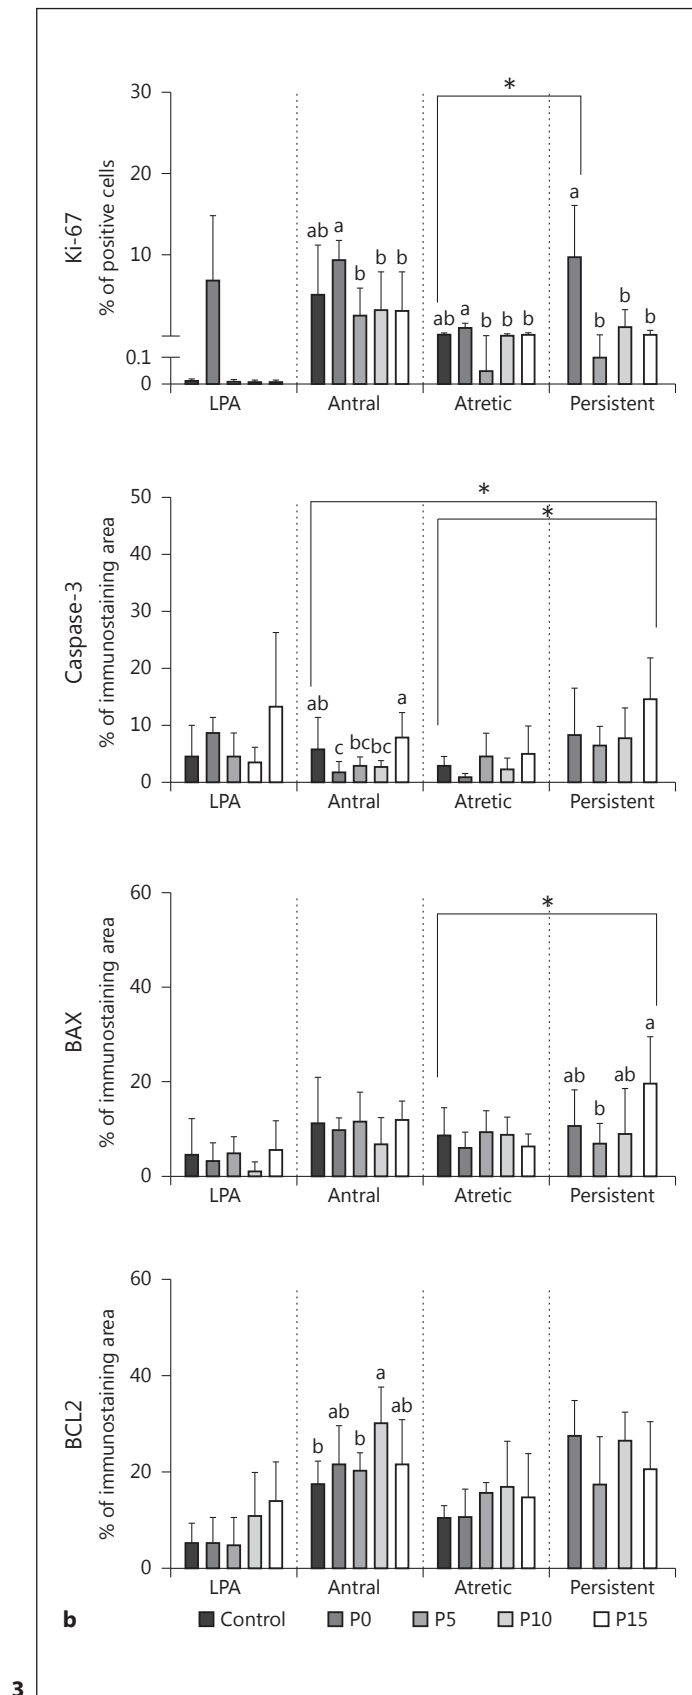 30
20
10
0.1
0
Ki-67
% of positive cells
*
ab a b b b
ab a b b b
a b b b
LPA Antral Atretic Persistent
50
40
30
20
10
0
Caspase-3
% of immunostaining area
*
*
ab c bc bc a
LPA Antral Atretic Persistent
60
40
20
0
BAX
% of immunostaining area
*
ab b ab a
LPA Antral Atretic Persistent
60
40
20
0
BCL2
% of immunostaining area
b ab b a ab
LPA Antral Atretic Persistent
b Control P0 P5 P10 P15
3